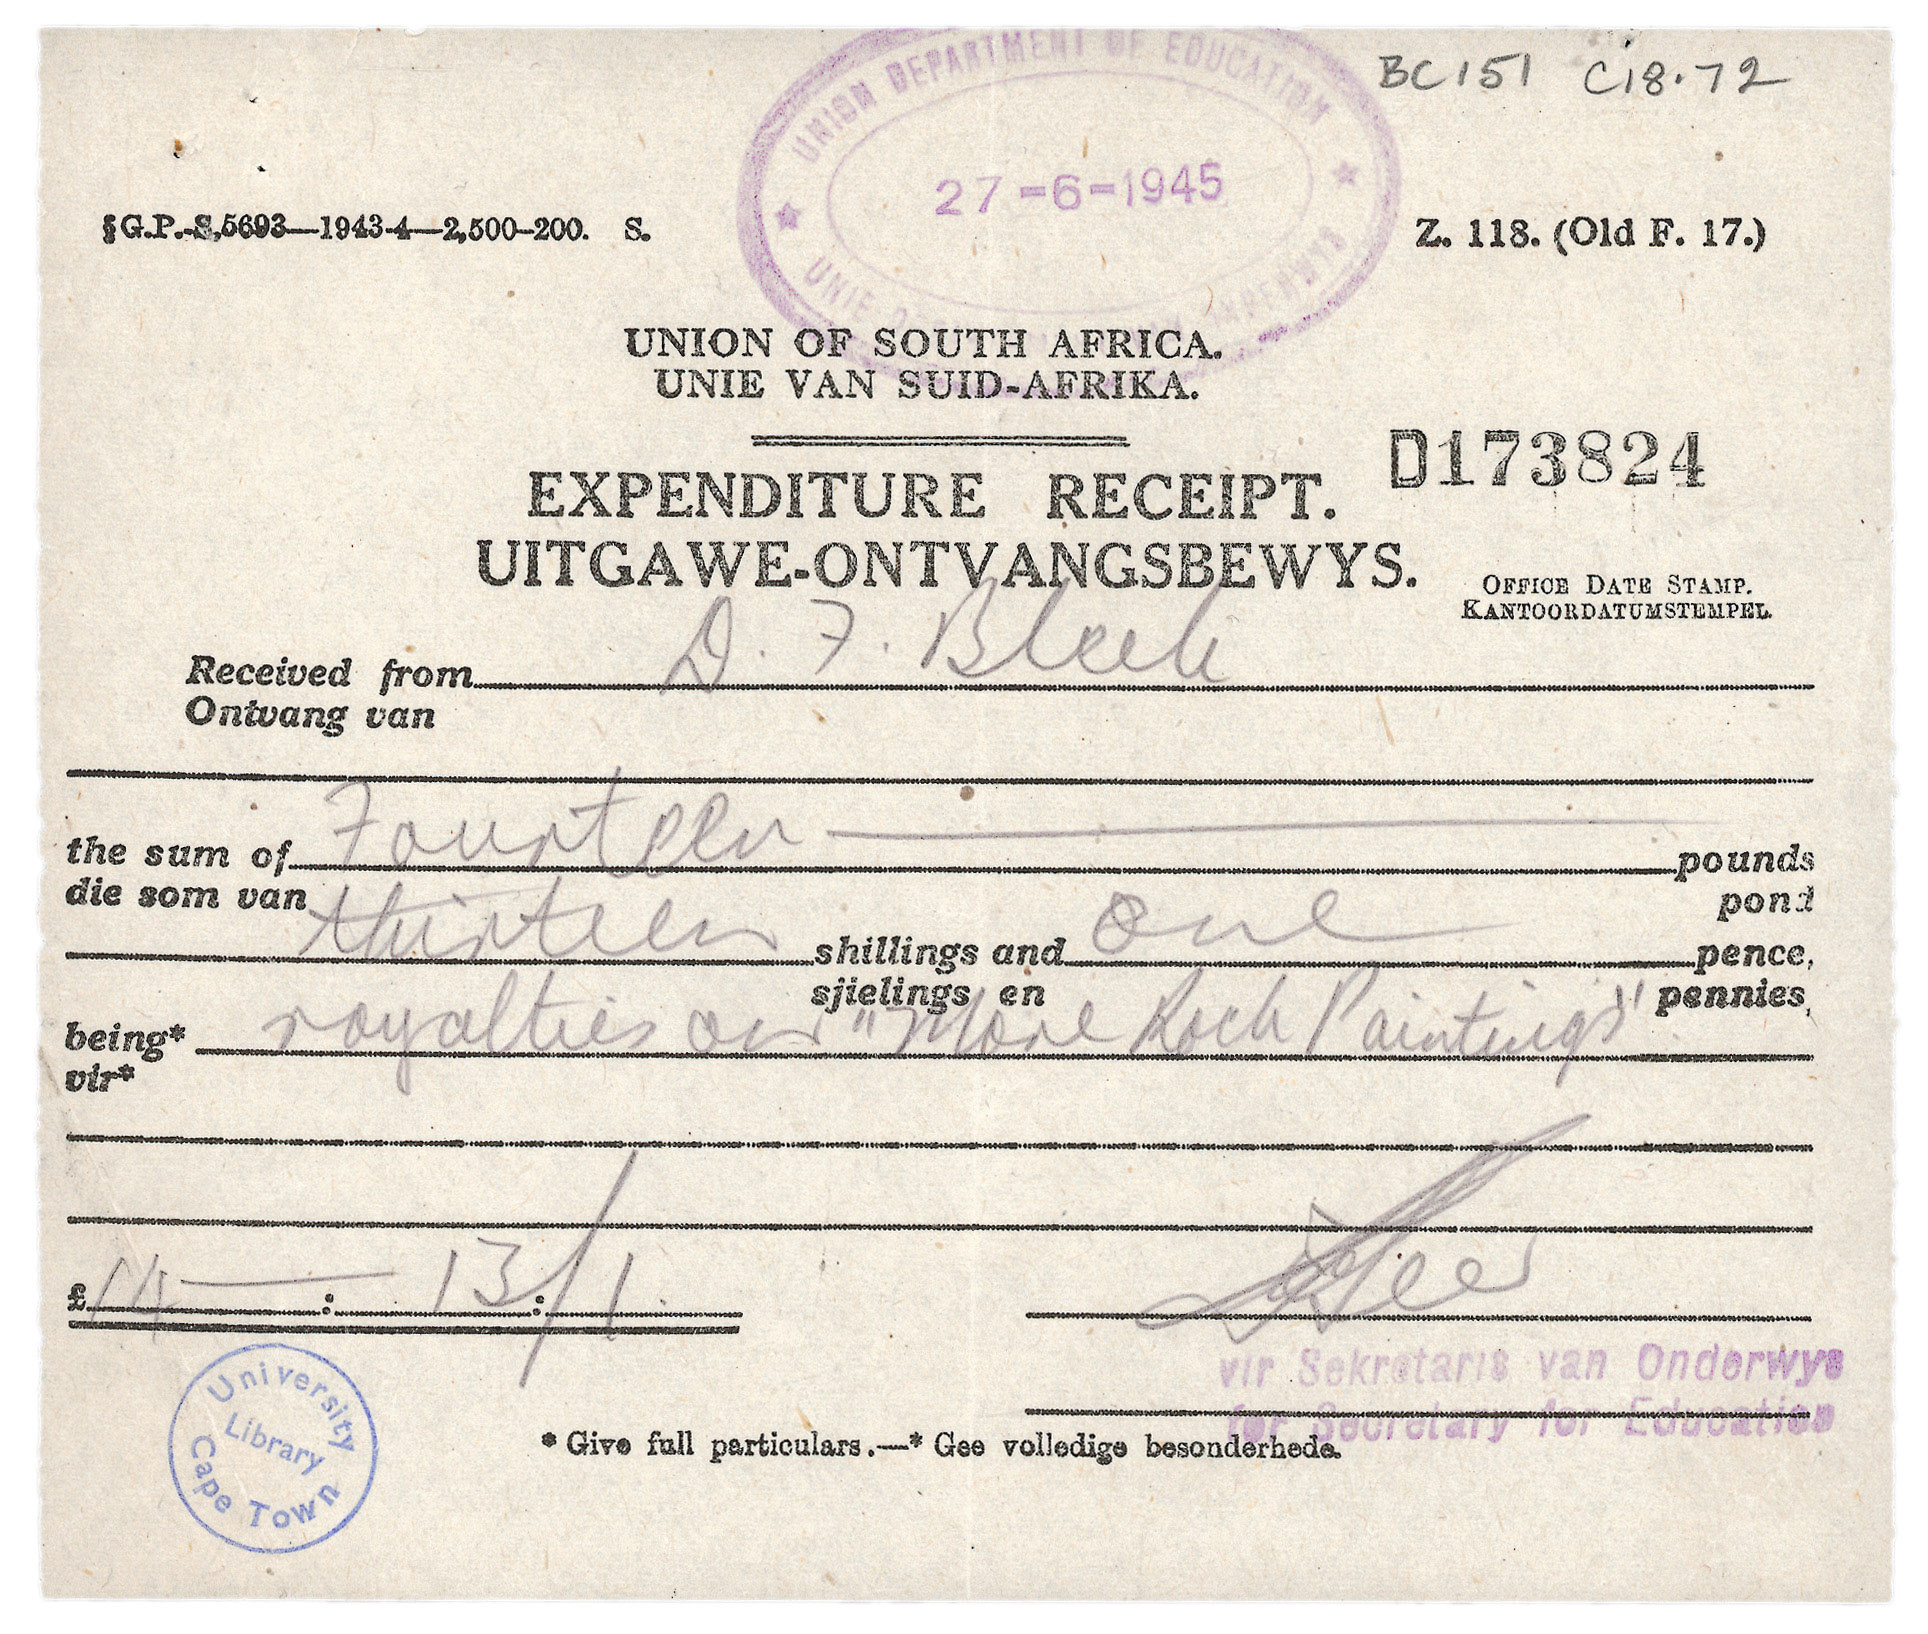 BC151 C18.72
UNION DEPARTMENT OF EDUCATION
27-6-1945
UNIE
§ G.P.-S.5693—1943-4—2,500-200. S.
Z. 118. (Old F. 17.)
UNION OF SOUTH AFRICA.
UNIE VAN SUID-AFRIKA.
D173824
EXPENDITURE RECEIPT.
UITGAWE-ONTVANGSBEWYS.
OFFICE DATE STAMP.
KANTOORDATUMSTEMPEL.
Received from D. F. Bleek
Ontvang van
the sum of Fourteen pounds
die som van pond
thirteen shillings and one pence,
sjielings en pennies,
being* royalties on "More Rock Paintings"
vir*
£ 14 : 13 : / 1.
vir Sekretaris van Onderwys
for Secretary for Education
* Give full particulars.—* Gee volledige besonderhede.
University
Library
Cape Town